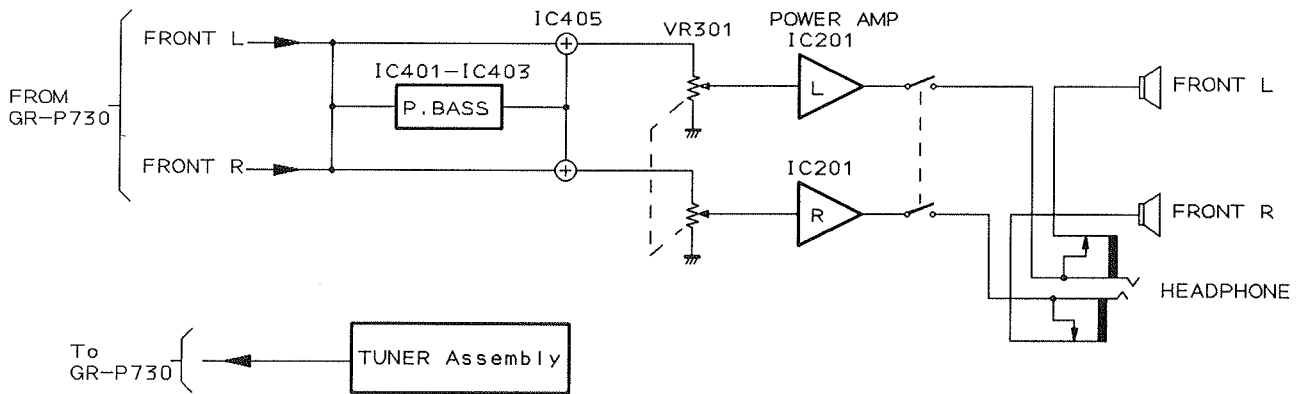 IC405
VR301
POWER AMP
IC201
FRONT L
IC401-IC403
P.BASS
L
FRONT L
FROM
GR-P730
FRONT R
IC201
R
FRONT R
HEADPHONE
To
GR-P730
TUNER Assembly